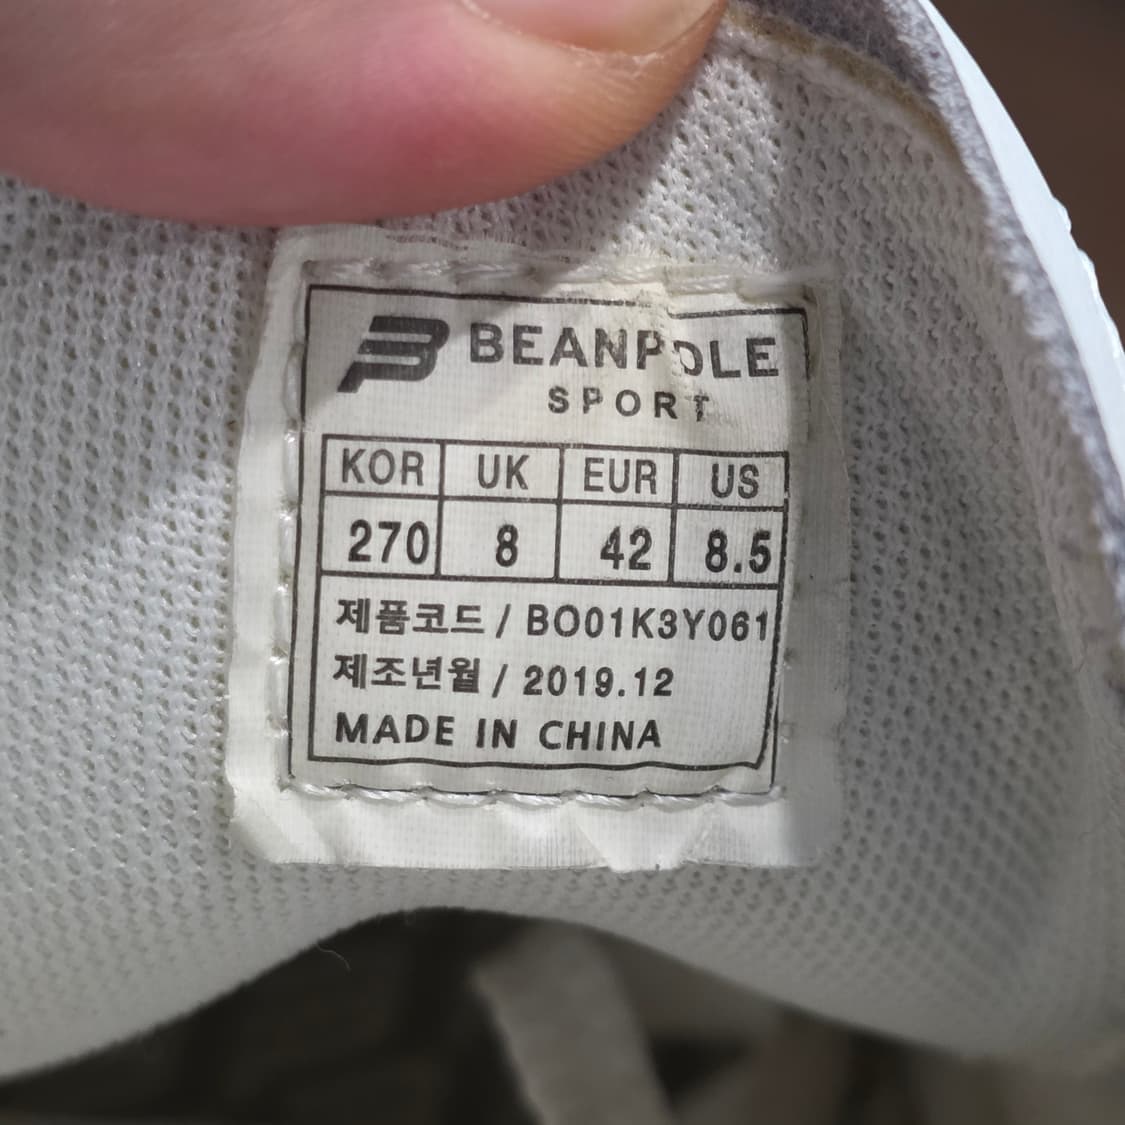 BEANPOLE
SPORT
KOR UK EUR US
270 8 42 8.5
제품코드 / BO01K3Y061
제조년월 / 2019.12
MADE IN CHINA